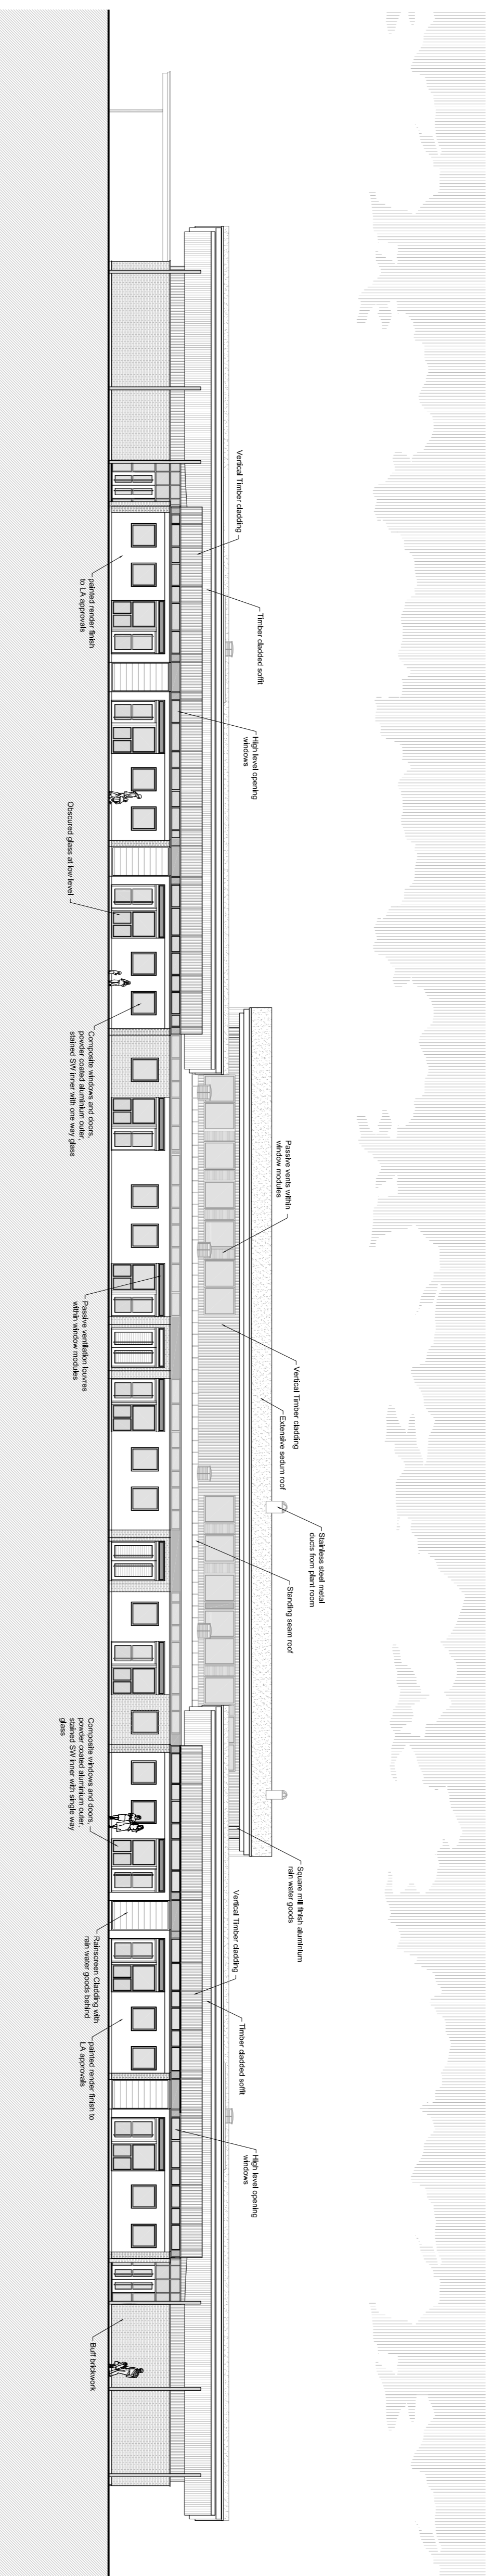 Vertical Timber cladding
Timber cladded soffit
painted render finish
to LA approvals
High level opening
windows
Obscured glass at low level
Composite windows and doors,
powder coated aluminium outer,
stained SW inner with one way glass
Passive vents within
window modules
Passive ventilation louvres
within window modules
Vertical Timber cladding
Extensive sedum roof
Stainless steel metal
ducts from plant room
Standing seam roof
Composite windows and doors,
powder coated aluminium outer,
stained SW inner with single way
glass
Square mill finish aluminium
rain water goods
Vertical Timber cladding
Rainscreen Cladding with
rain water goods behind
Timber cladded soffit
painted render finish to
LA approvals
High level opening
windows
Buff brickwork